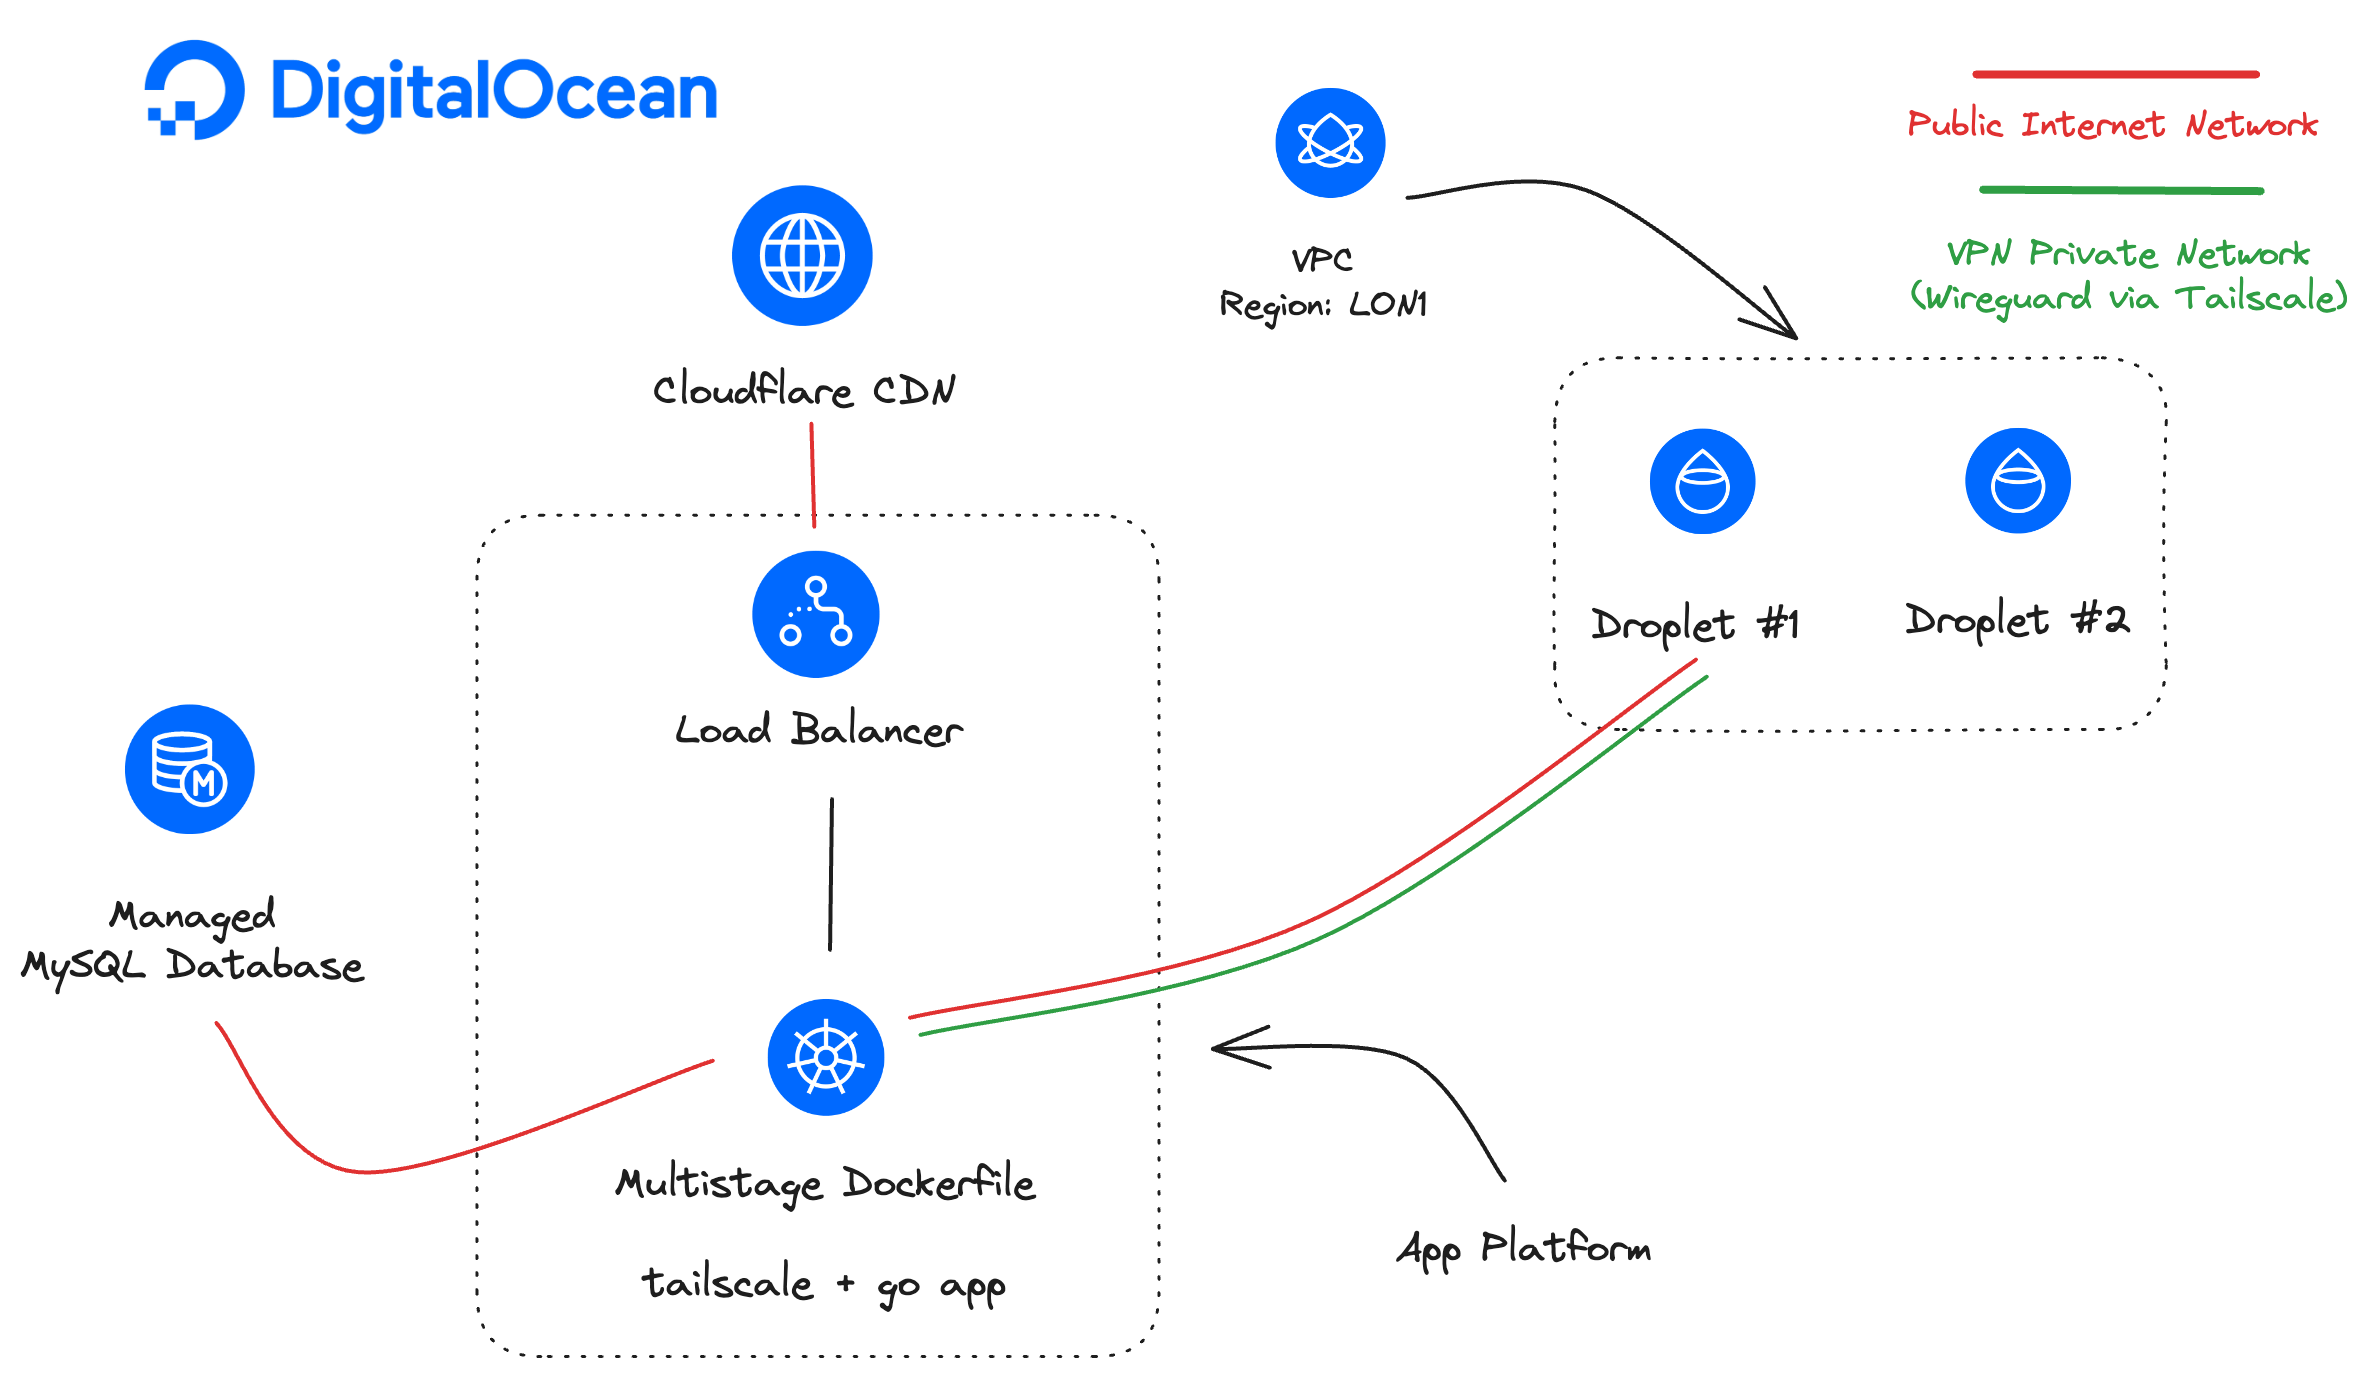 DigitalOcean
Public Internet Network
VPN Private Network
(Wireguard via Tailscale)
VPC
Region: LON1
Cloudflare CDN
Droplet #1
Droplet #2
Load Balancer
M
Managed
MySQL Database
Multistage Dockerfile
tailscale + go app
App Platform